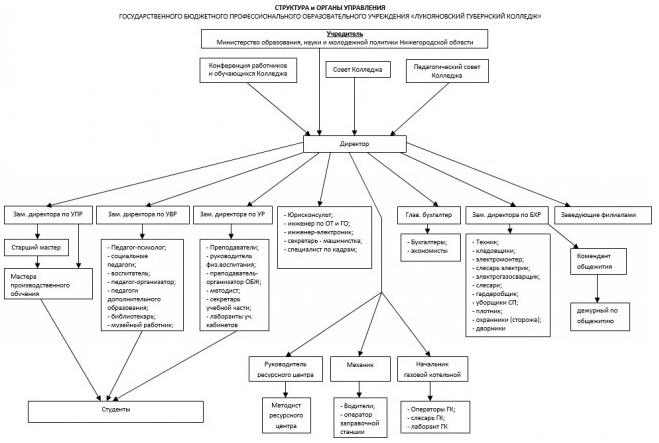 СТРУКТУРА и ОРГАНЫ УПРАВЛЕНИЯ
ГОСУДАРСТВЕННОГО БЮДЖЕТНОГО ПРОФЕССИОНАЛЬНОГО ОБРАЗОВАТЕЛЬНОГО УЧРЕЖДЕНИЯ «ЛУКОЯНОВСКИЙ ГУБЕРНСКИЙ КОЛЛЕДЖ»
Учредитель
Министерство образования, науки и молодежной политики Нижегородской области
Конференция работников
и обучающихся Колледжа
Совет Колледжа
Педагогический совет
Колледжа
Директор
Зам. директора по УПР
Зам. директора по УВР
Зам. директора по УР
- Юрисконсульт;
- инженер по ОТ и ГО;
- инженер-электроник;
- секретарь - машинистка;
- специалист по кадрам;
Глав. бухгалтер
Зам. директора по БХР
Заведующие филиалами
Старший мастер
Мастера
производственного
обучения
- Педагог-психолог;
- социальные
педагоги;
- воспитатель;
- педагог-организатор;
- педагоги
дополнительного
образования;
- библиотекарь;
- музейный работник;
- Преподаватели;
- руководитель
физ.воспитания;
- преподаватель-
организатор ОБЖ;
- методист;
- секретарь
учебной части;
- лаборанты уч.
кабинетов
- Бухгалтеры;
- экономисты
- Техник;
- кладовщики;
- электромонтер;
- слесарь электрик;
- электрогазосварщик;
- слесари;
- гардеробщик;
- уборщики СП;
- плотник;
- охранники (сторожа);
- дворники
Комендант
общежития
дежурный по
общежитию
Руководитель
ресурсного центра
Механик
Начальник
газовой котельной
Методист
ресурсного
центра
- Водители;
- оператор
заправочной
станции
- Операторы ГК;
- слесарь ГК;
- лаборант ГК
Студенты